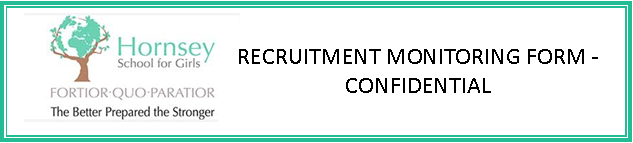 Hornsey
School for Girls
FORTIOR·QUO·PARATIOR
The Better Prepared the Stronger
RECRUITMENT MONITORING FORM -
CONFIDENTIAL